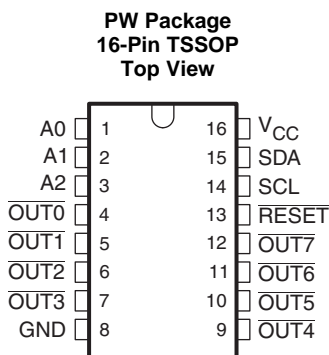 PW Package
16-Pin TSSOP
Top View
A0 1 16 VCC
A1 2 15 SDA
A2 3 14 SCL
OUT0 4 13 RESET
OUT1 5 12 OUT7
OUT2 6 11 OUT6
OUT3 7 10 OUT5
GND 8 9 OUT4